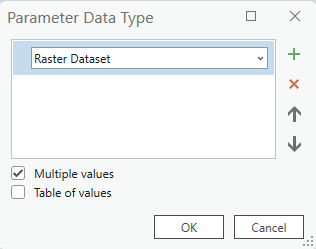 Parameter Data Type
Raster Dataset
Multiple values
Table of values
OK
Cancel